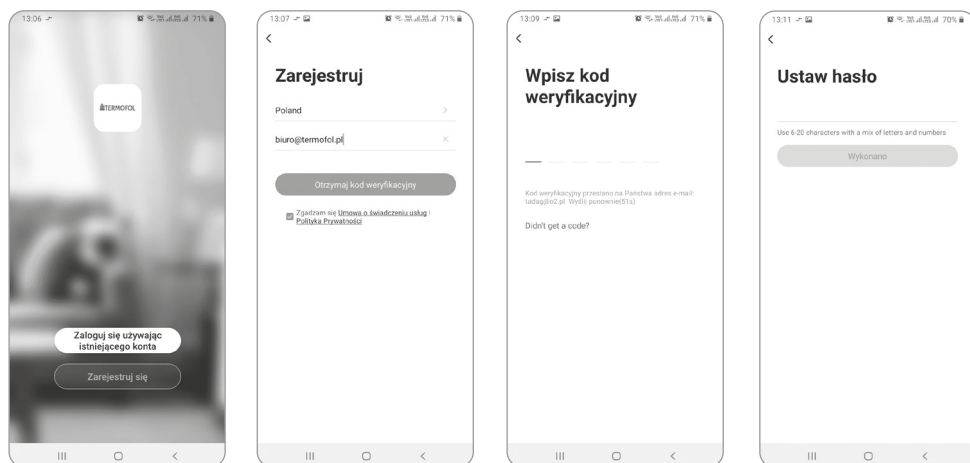 13:06
71%
TERMOFOL
Zaloguj się używając
istniejącego konta
Zarejestruj się
13:07
71%
Zarejestruj
Poland
biuro@termofol.pl
Otrzymaj kod weryfikacyjny
Zgadzam się Umowa o świadczeniu usług i
Polityka Prywatności
13:09
71%
Wpisz kod
weryfikacyjny
Kod weryfikacyjny przesłano na Państwa adres e-mail:
tadag@o2.pl Wyślij ponownie(51s)
Didn't get a code?
13:11
70%
Ustaw hasło
Use 6-20 characters with a mix of letters and numbers
Wykonano